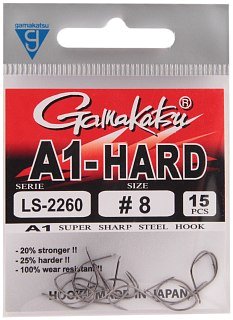 gamakatsu
Gamakatsu®
A1-HARD
SERIE SIZE
LS-2260 #8 15 PCS
A1 SUPER SHARP STEEL HOOK
- 20% stronger !!
- 25% harder !!
- 100% wear resistant !!
HOOKS MADE IN JAPAN